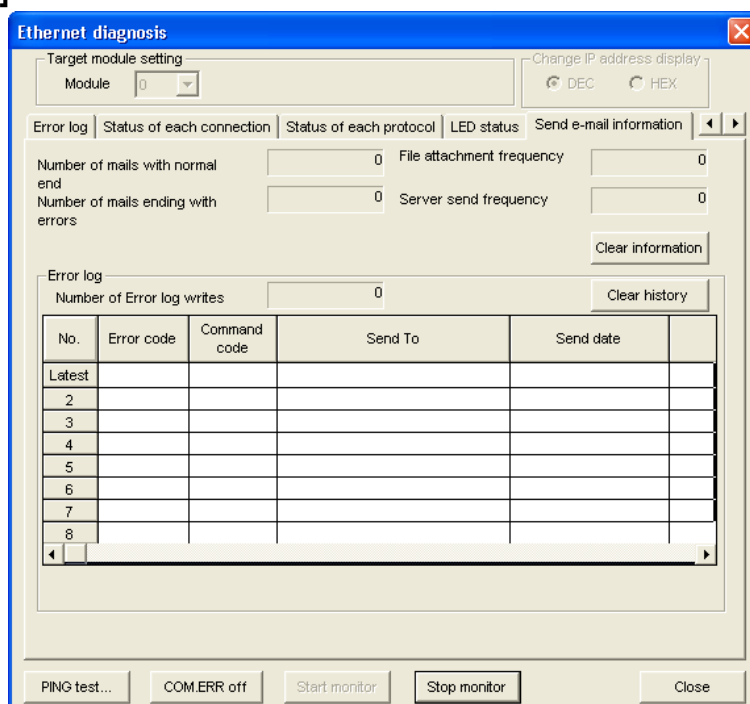 Ethernet diagnosis
Target module setting
Change IP address display
Module 0
DEC HEX
Error log Status of each connection Status of each protocol LED status Send e-mail information
Number of mails with normal end 0
File attachment frequency 0
Number of mails ending with errors 0
Server send frequency 0
Clear information
Error log
Number of Error log writes 0
Clear history
No. Error code Command code Send To Send date
Latest
2
3
4
5
6
7
8
PING test... COM.ERR off Start monitor Stop monitor Close